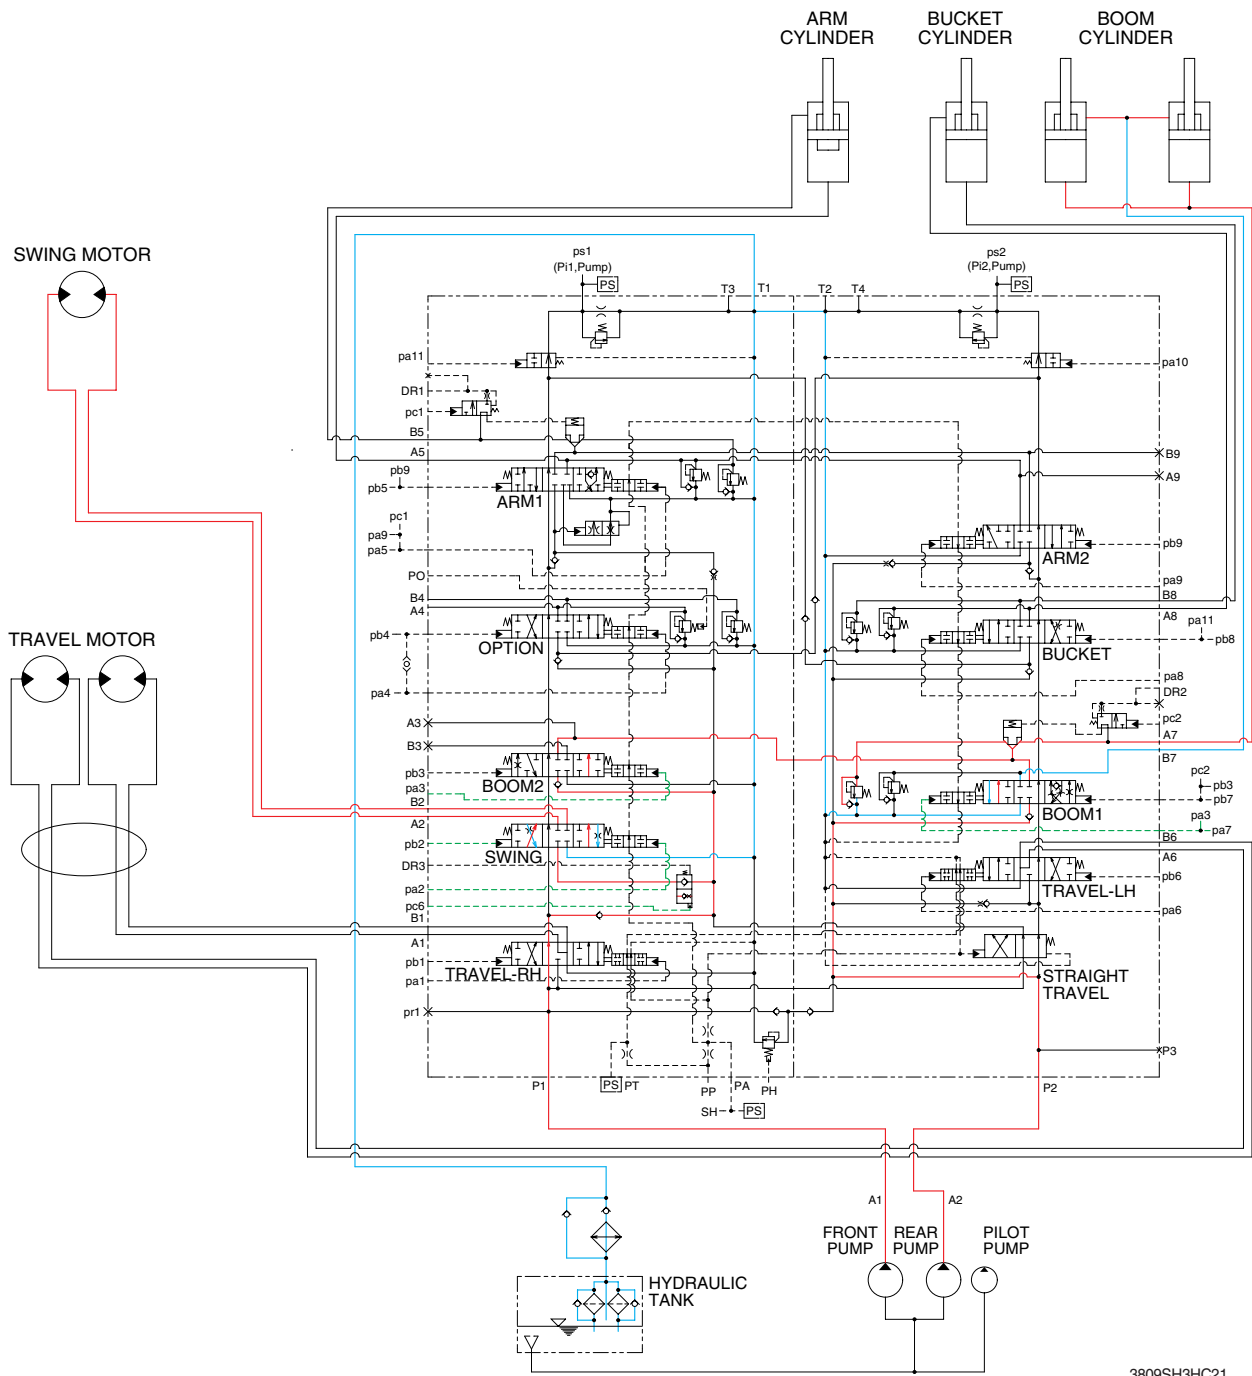 ARM
CYLINDER
BUCKET
CYLINDER
BOOM
CYLINDER
SWING MOTOR
ps1
(Pi1,Pump)
PS
ps2
(Pi2,Pump)
PS
T3
T1
T2
T4
pa11
pa10
DR1
pc1
B5
A5
B9
pb9
A9
pb5
ARM1
pc1
pa9
pa5
pb9
ARM2
PO
pa9
B4
B8
A4
A8
pa11
pb4
pb8
OPTION
BUCKET
TRAVEL MOTOR
pa8
pa4
DR2
A3
pc2
A7
B3
B7
pb3
BOOM2
pc2
pb3
pa3
pb7
B2
BOOM1
pa3
A2
pa7
pb2
SWING
B6
DR3
A6
TRAVEL-LH
pb6
pa2
pc6
pa6
B1
A1
pb1
TRAVEL-RH
pa1
STRAIGHT
TRAVEL
pr1
P3
P1
PS
PT
PP
PA
PH
P2
SH
PS
A1
A2
FRONT
PUMP
REAR
PUMP
PILOT
PUMP
HYDRAULIC
TANK
3809SH3HC21